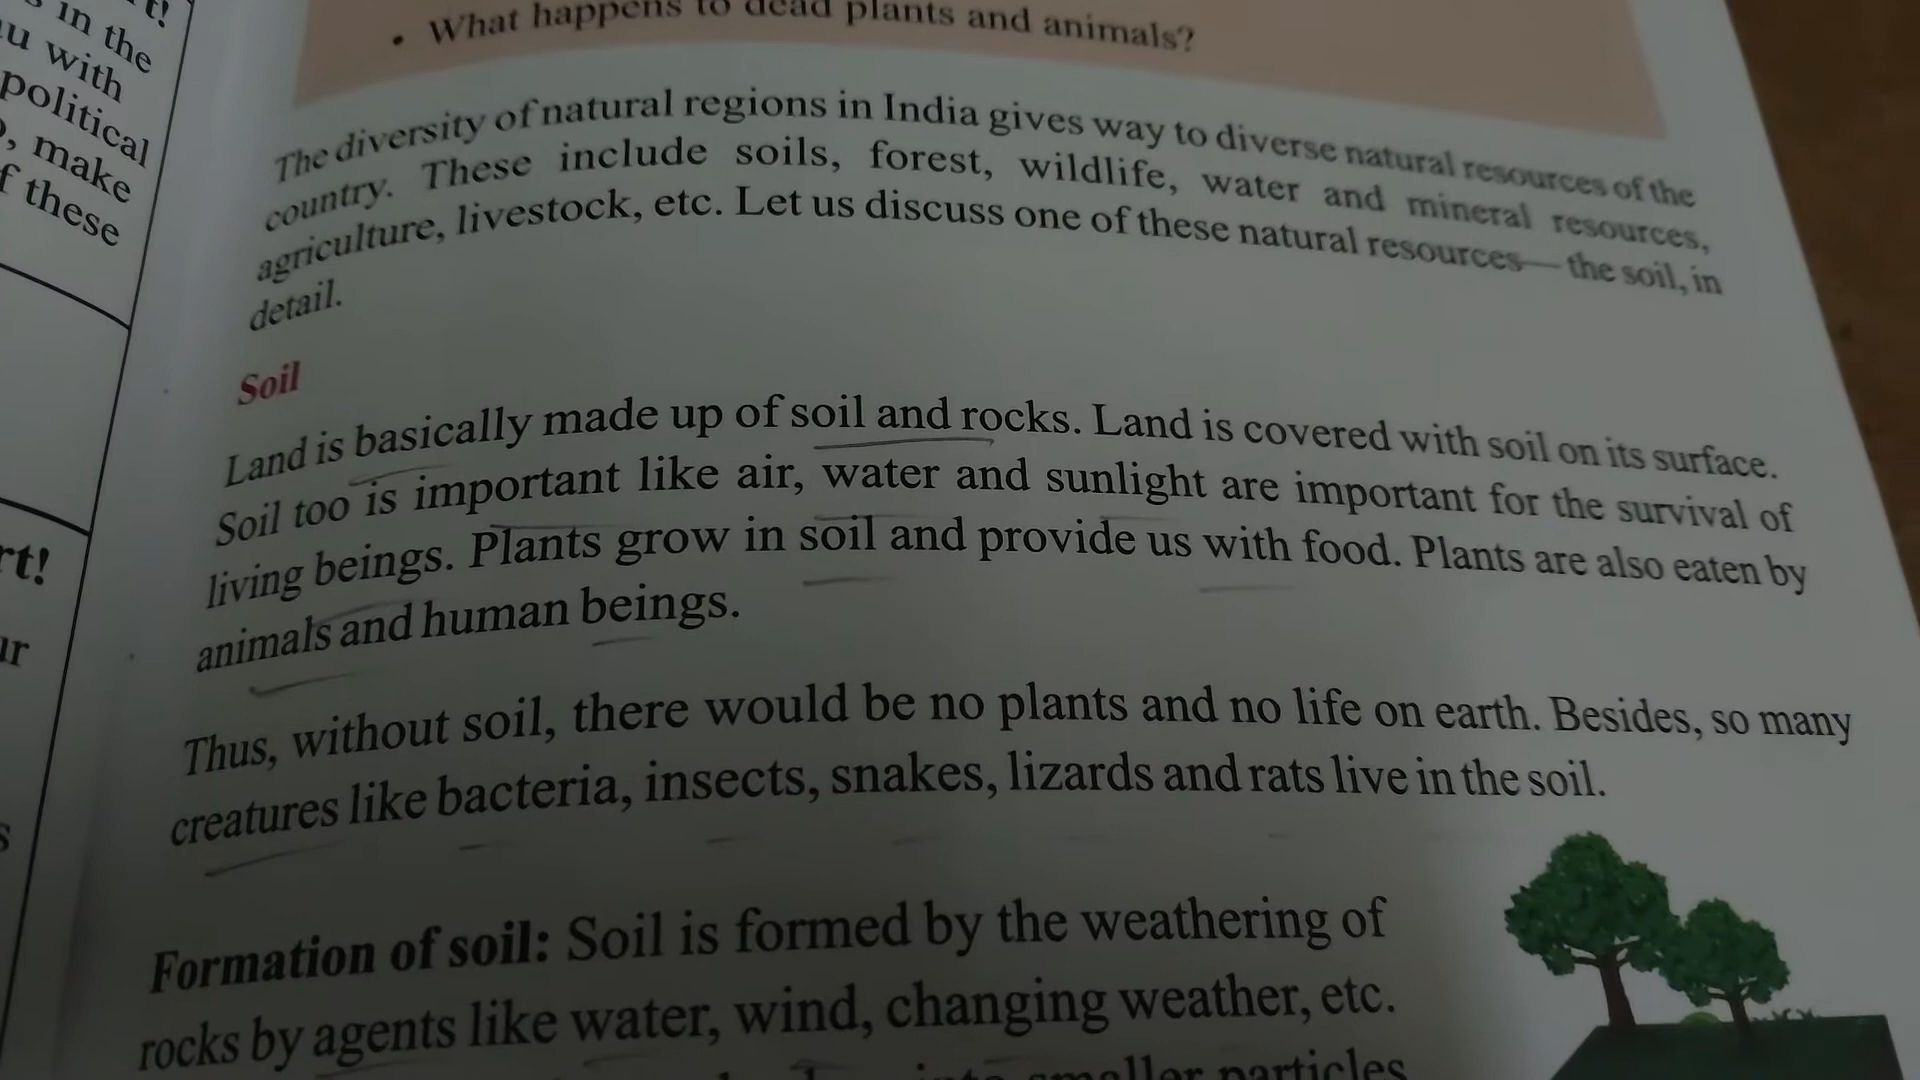 in the
with
political
make
these
rt!
• What happens to dead plants and animals?
The diversity of natural regions in India gives way to diverse natural resources of the
country. These include soils, forest, wildlife, water and mineral resources,
agriculture, livestock, etc. Let us discuss one of these natural resources—the soil, in
detail.
Soil
Land is basically made up of soil and rocks. Land is covered with soil on its surface.
Soil too is important like air, water and sunlight are important for the survival of
living beings. Plants grow in soil and provide us with food. Plants are also eaten by
animals and human beings.
Thus, without soil, there would be no plants and no life on earth. Besides, so many
creatures like bacteria, insects, snakes, lizards and rats live in the soil.
Formation of soil: Soil is formed by the weathering of
rocks by agents like water, wind, changing weather, etc.
into smaller particles